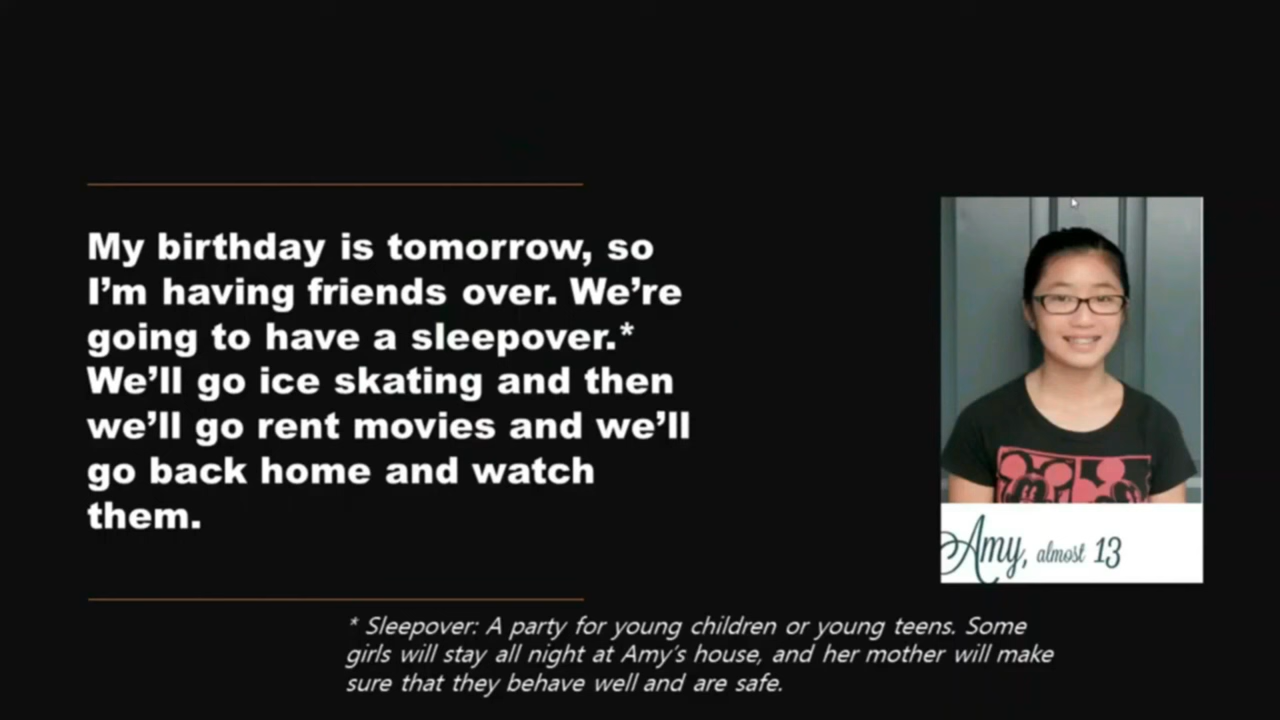 My birthday is tomorrow, so
I’m having friends over. We’re
going to have a sleepover.*
We’ll go ice skating and then
we’ll go rent movies and we’ll
go back home and watch
them.
Amy, almost 13
* Sleepover: A party for young children or young teens. Some
girls will stay all night at Amy’s house, and her mother will make
sure that they behave well and are safe.